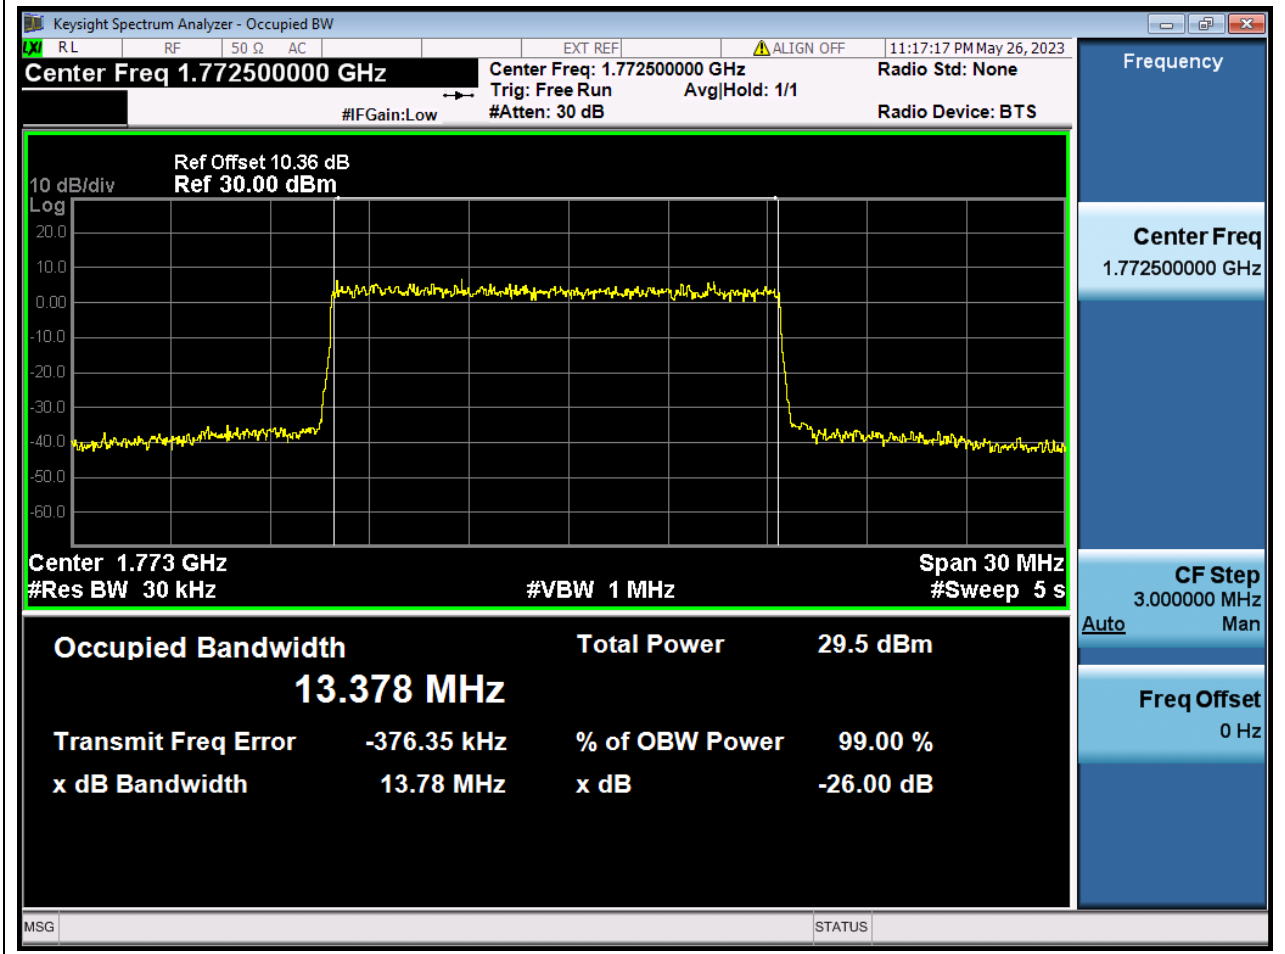 Keysight Spectrum Analyzer - Occupied BW
LXI RL RF 50 Ω AC EXT REF ALIGN OFF 11:17:17 PM May 26, 2023
Center Freq 1.772500000 GHz
Center Freq: 1.772500000 GHz
Radio Std: None
Trig: Free Run Avg|Hold: 1/1
#IFGain:Low
#Atten: 30 dB
Radio Device: BTS
Ref Offset 10.36 dB
10 dB/div Ref 30.00 dBm
Log
20.0
10.0
0.00
-10.0
-20.0
-30.0
-40.0
-50.0
-60.0
Center 1.773 GHz Span 30 MHz
#Res BW 30 kHz #VBW 1 MHz #Sweep 5 s
Occupied Bandwidth Total Power 29.5 dBm
13.378 MHz
Transmit Freq Error -376.35 kHz % of OBW Power 99.00 %
x dB Bandwidth 13.78 MHz x dB -26.00 dB
MSG STATUS
Frequency
Center Freq
1.772500000 GHz
CF Step
3.000000 MHz
Auto Man
Freq Offset
0 Hz